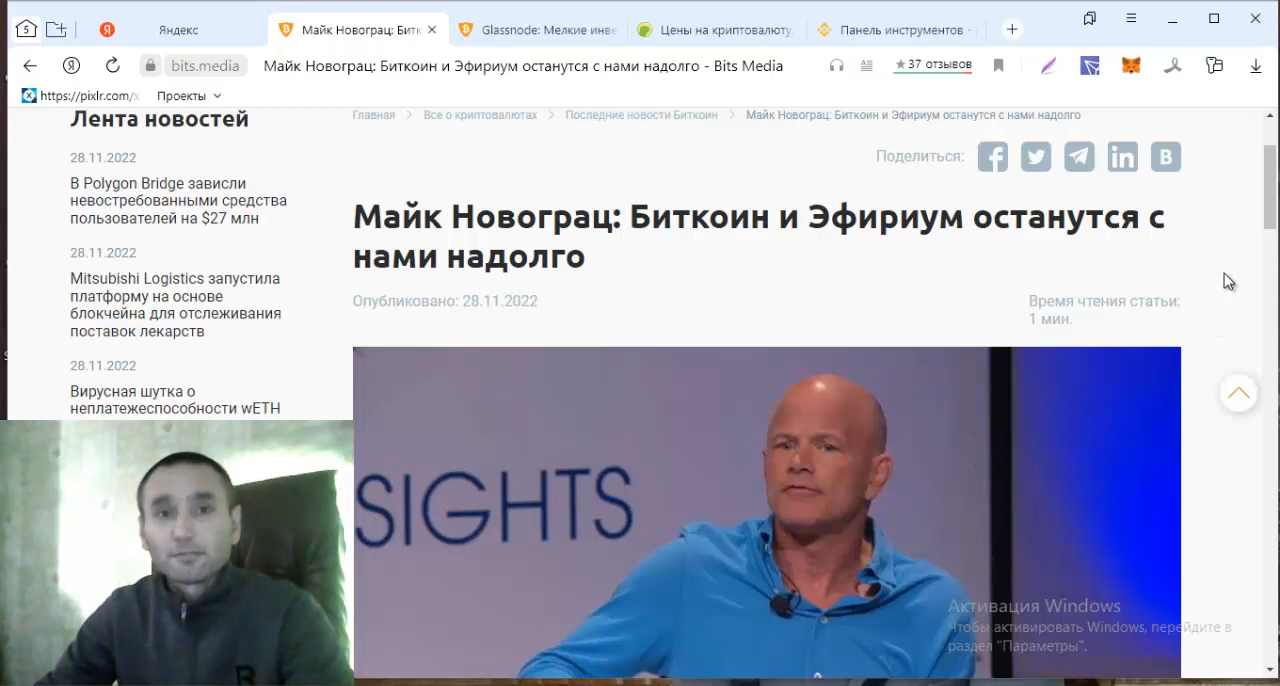 5
Я
Яндекс
Майк Новограц: Битк
Glassnode: Мелкие инве
Цены на криптовалюту,
Панель инструментов -
Я
bits.media
Майк Новограц: Биткоин и Эфириум останутся с нами надолго - Bits Media
★ 37 отзывов
https://pixlr.com/x
Проекты
Лента новостей
28.11.2022
В Polygon Bridge зависли
невостребованными средства
пользователей на $27 млн
28.11.2022
Mitsubishi Logistics запустила
платформу на основе
блокчейна для отслеживания
поставок лекарств
28.11.2022
Вирусная шутка о
неплатежеспособности wETH
Главная > Все о криптовалютах > Последние новости Биткоин > Майк Новограц: Биткоин и Эфириум останутся с нами надолго
Поделиться:
Майк Новограц: Биткоин и Эфириум останутся с
нами надолго
Опубликовано: 28.11.2022
Время чтения статьи:
1 мин.
SIGHTS
Активация Windows
Чтобы активировать Windows, перейдите в
раздел "Параметры".